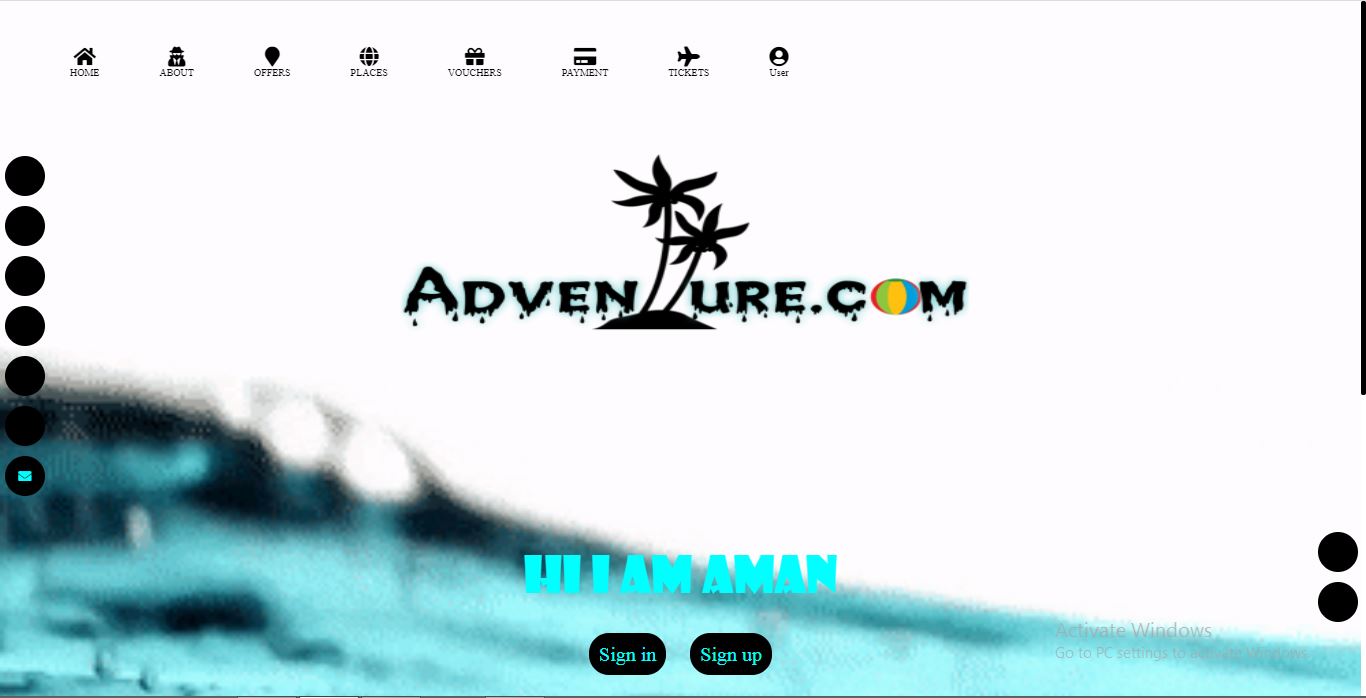 HOME ABOUT OFFERS PLACES VOUCHERS PAYMENT TICKETS User
ADVENTURE.COM
HI I AM AMAN
Sign in Sign up
Activate Windows
Go to PC settings to activate Windows.